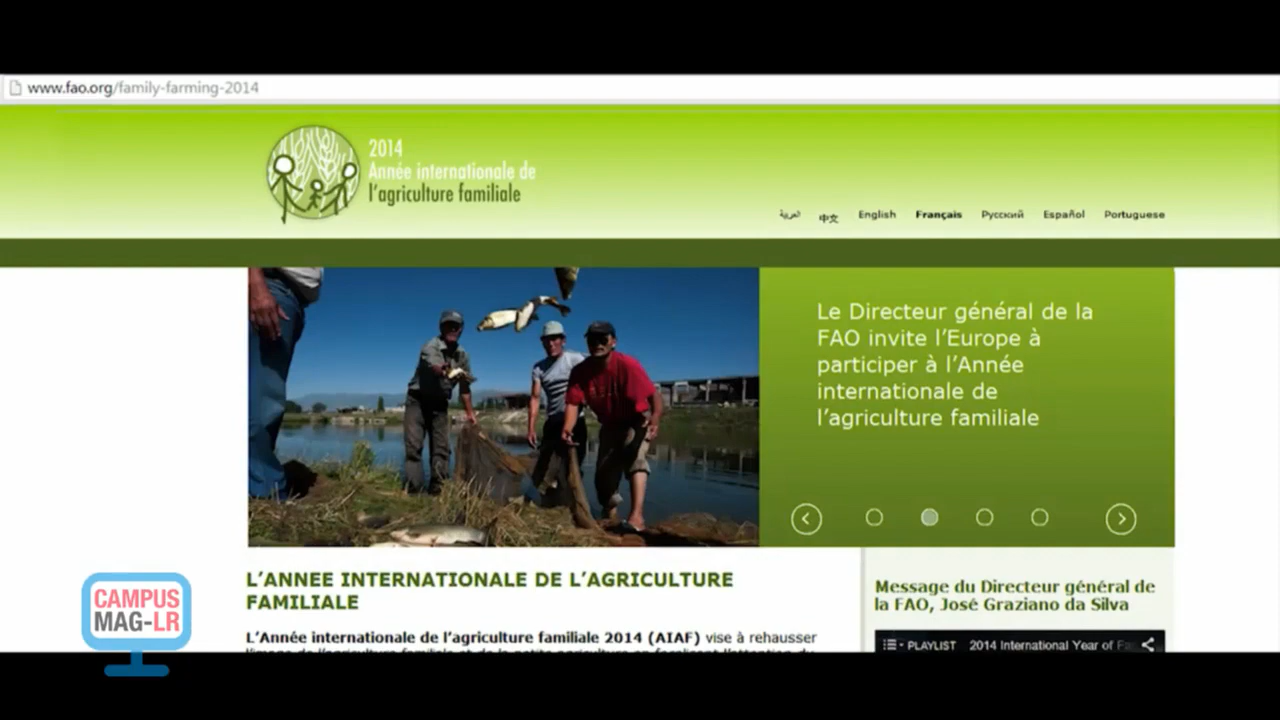 www.fao.org/family-farming-2014
2014
Année internationale de
l'agriculture familiale
العربية 中文 English Français Русский Español Portuguese
Le Directeur général de la
FAO invite l'Europe à
participer à l'Année
internationale de
l'agriculture familiale
L'ANNEE INTERNATIONALE DE L'AGRICULTURE
FAMILIALE
L'Année internationale de l'agriculture familiale 2014 (AIAF) vise à rehausser
Message du Directeur général de
la FAO, José Graziano da Silva
PLAYLIST 2014 International Year of
CAMPUS
MAG-LR